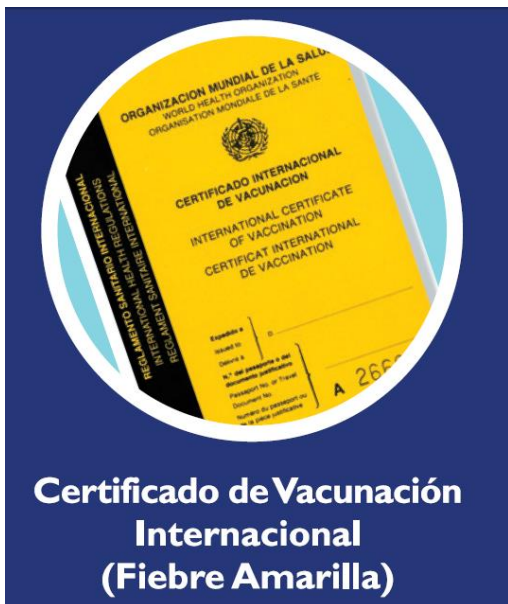 ORGANIZACION MUNDIAL DE LA SALUD
WORLD HEALTH ORGANIZATION
ORGANISATION MONDIALE DE LA SANTE
CERTIFICADO INTERNACIONAL
DE VACUNACION
INTERNATIONAL CERTIFICATE
OF VACCINATION
CERTIFICAT INTERNATIONAL
DE VACCINATION
REGLAMENTO SANITARIO INTERNACIONAL
INTERNATIONAL HEALTH REGULATIONS
REGLAMENT SANITAIRE INTERNATIONAL
Expedido a
Issued to
Délivré à
N.° del pasaporte o del
documento justificativo
Passport No. or Travel
Document No.
Numéro du passeport ou
de la pièce justificative
A 266
Certificado de Vacunación
Internacional
(Fiebre Amarilla)